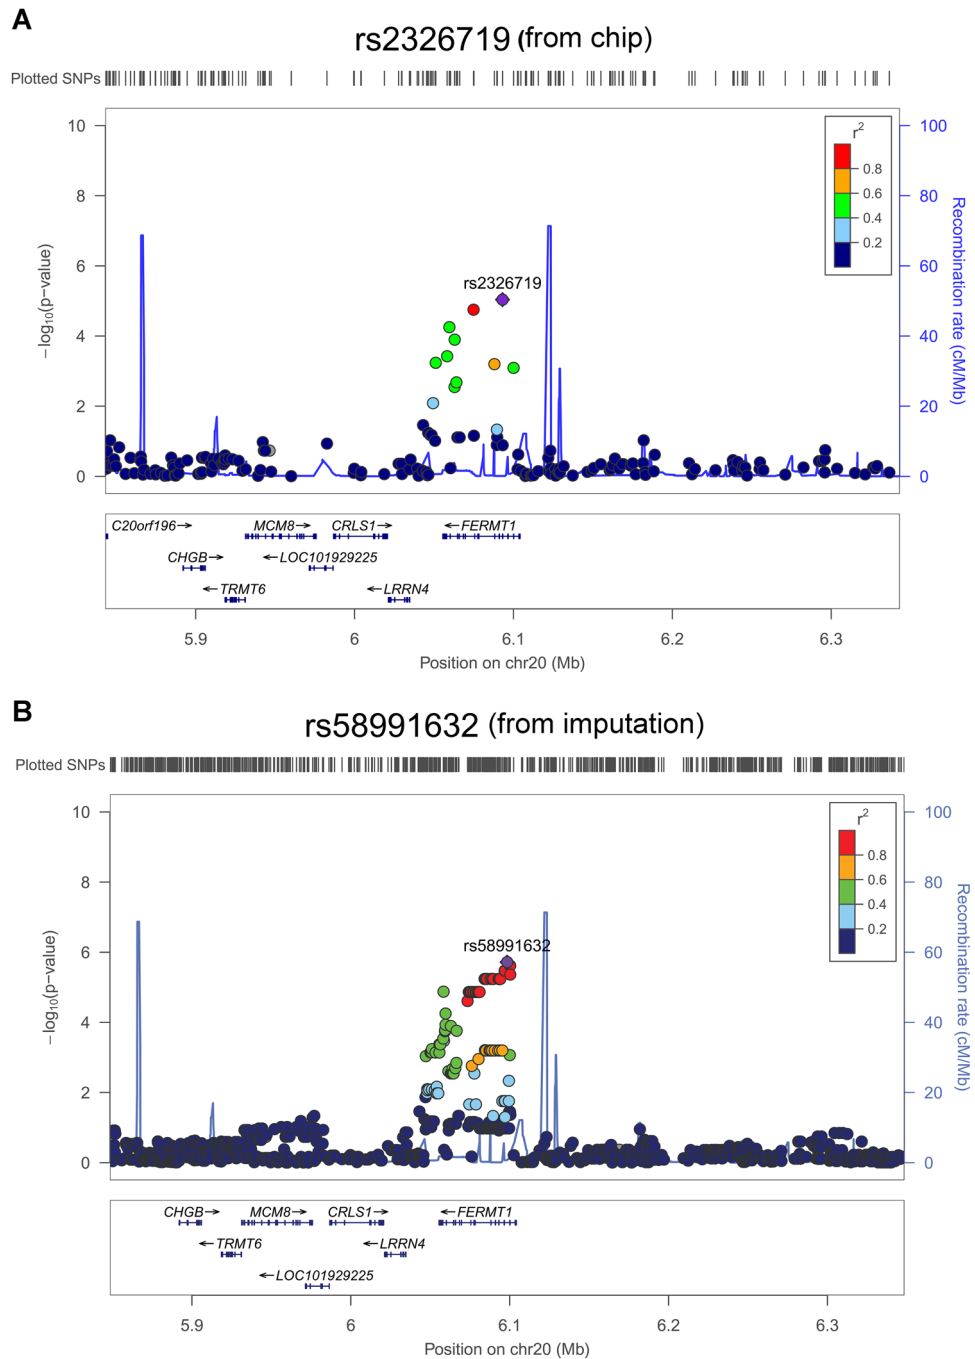 A
rs2326719 (from chip)
Plotted SNPs
10
8
6
4
2
0
−log10(p−value)
100
80
60
40
20
0
Recombination rate (cM/Mb)
r2
0.8
0.6
0.4
0.2
rs2326719
C20orf196→ MCM8→ CRLS1→ ←FERMT1
CHGB→ ←LOC101929225
←TRMT6 ←LRRN4
5.9 6 6.1 6.2 6.3
Position on chr20 (Mb)
B
rs58991632 (from imputation)
Plotted SNPs
10
8
6
4
2
0
−log10(p−value)
100
80
60
40
20
0
Recombination rate (cM/Mb)
r2
0.8
0.6
0.4
0.2
rs58991632
CHGB→ MCM8→ CRLS1→ ←FERMT1
←TRMT6 ←LRRN4
←LOC101929225
5.9 6 6.1 6.2 6.3
Position on chr20 (Mb)